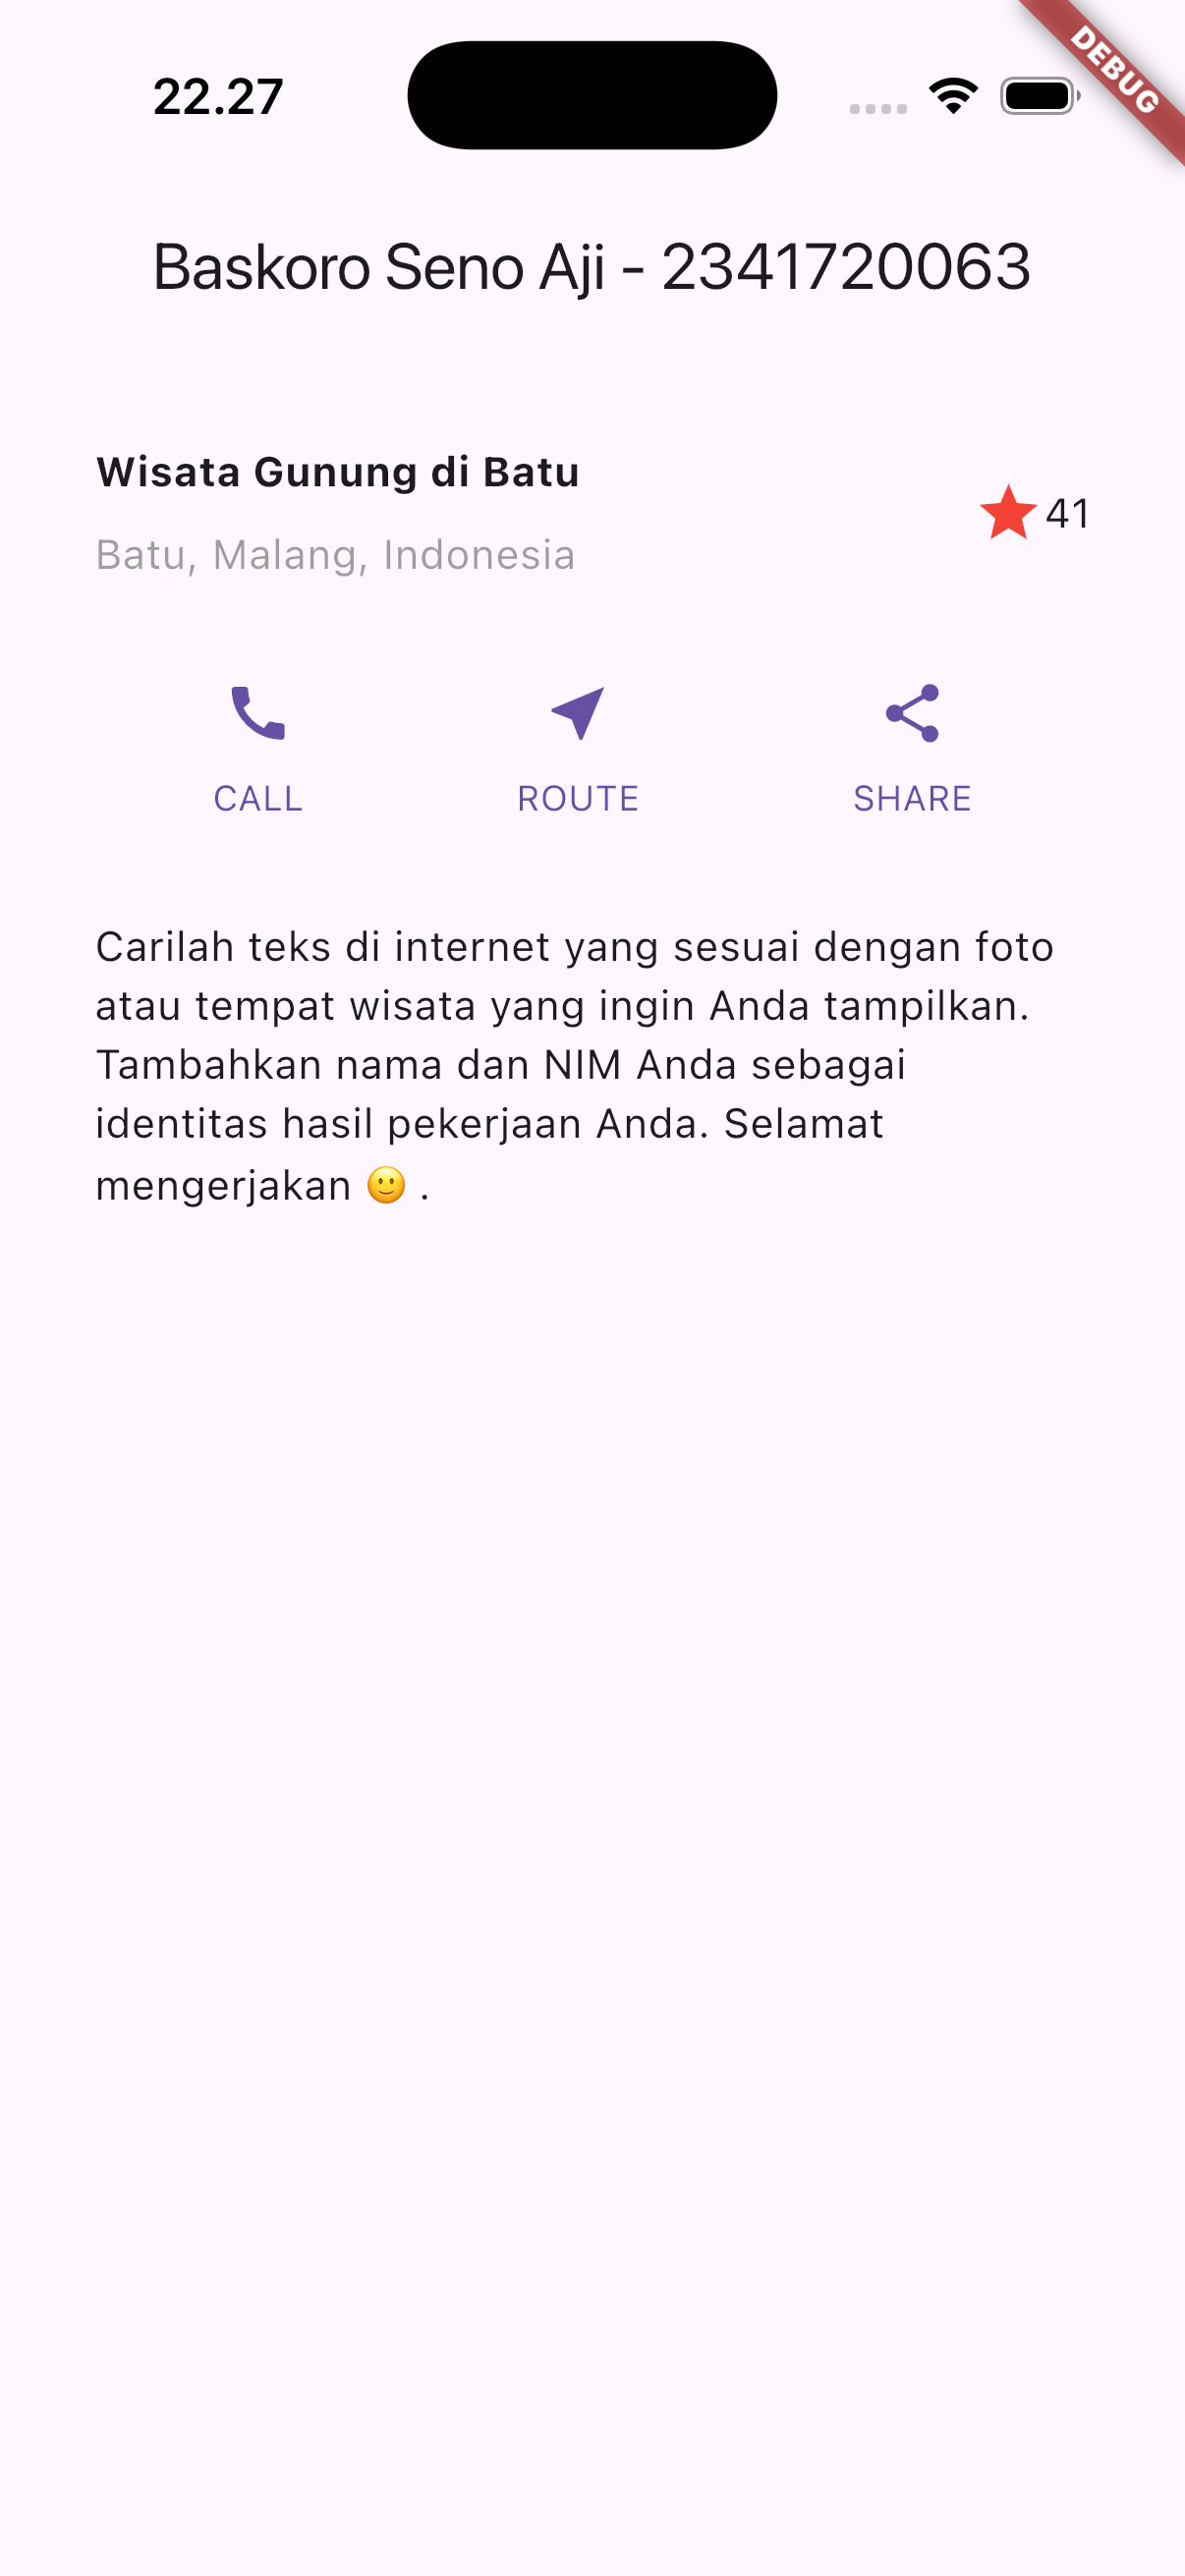 22.27
DEBUG
Baskoro Seno Aji - 2341720063
Wisata Gunung di Batu
Batu, Malang, Indonesia
41
CALL
ROUTE
SHARE
Carilah teks di internet yang sesuai dengan foto
atau tempat wisata yang ingin Anda tampilkan.
Tambahkan nama dan NIM Anda sebagai
identitas hasil pekerjaan Anda. Selamat
mengerjakan 🙂 .